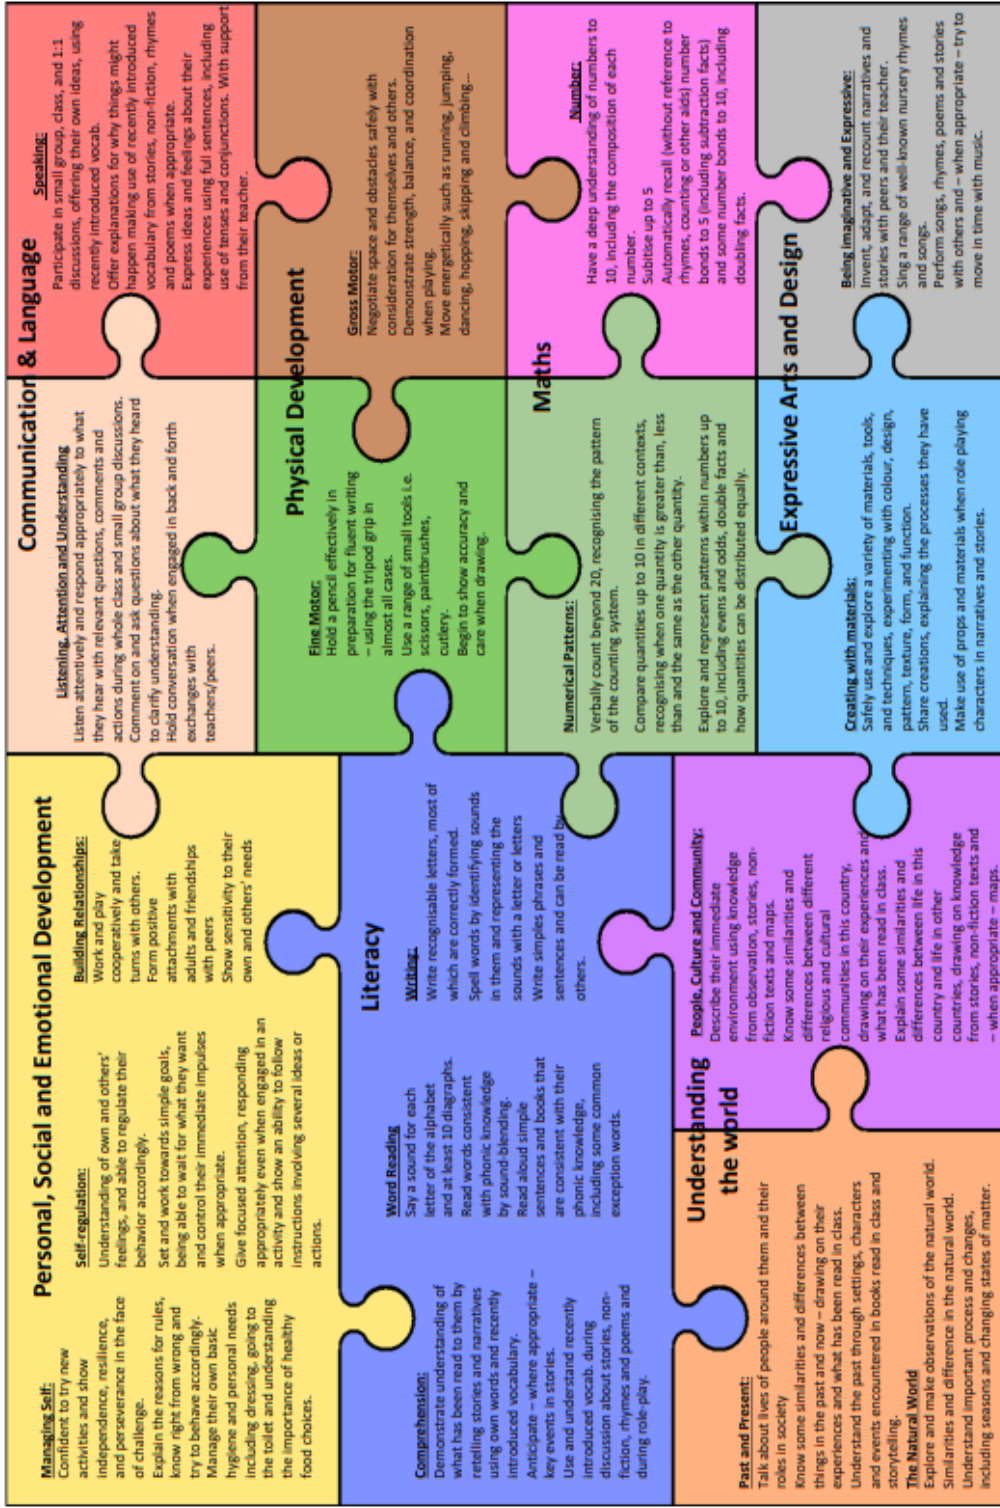 Personal, Social and Emotional Development
Managing Self:
Confident to try new
activities and show
independence, resilience,
and perseverance in the face
of challenge.
Explain the reasons for rules,
know right from wrong and
try to behave accordingly.
Manage their own basic
hygiene and personal needs
including dressing, going to
the toilet and understanding
the importance of healthy
food choices.
Self-regulation:
Understanding of own and others'
feelings, and able to regulate their
behavior accordingly.
Set and work towards simple goals,
being able to wait for what they want
and control their immediate impulses
when appropriate.
Give focused attention, responding
appropriately even when engaged in an
activity and show an ability to follow
instructions involving several ideas or
actions.
Building Relationships:
Work and play
cooperatively and take
turns with others.
Form positive
attachments with
adults and friendships
with peers
Show sensitivity to their
own and others' needs
Communication & Language
Listening, Attention and Understanding
Listen attentively and respond appropriately to what
they hear with relevant questions, comments and
actions during whole class and small group discussions.
Comment on and ask questions about what they heard
to clarify understanding.
Hold conversation when engaged in back and forth
exchanges with
teachers/peers.
Speaking:
Participate in small group, class, and 1:1
discussions, offering their own ideas, using
recently introduced vocab.
Offer explanations for why things might
happen making use of recently introduced
vocabulary from stories, non-fiction, rhymes
and poems when appropriate.
Express ideas and feelings about their
experiences using full sentences, including
use of tenses and conjunctions. With support
from their teacher.
Physical Development
Fine Motor:
Hold a pencil effectively in
preparation for fluent writing
– using the tripod grip in
almost all cases.
Use a range of small tools i.e.
scissors, paintbrushes,
cutlery.
Begin to show accuracy and
care when drawing.
Gross Motor:
Negotiate space and obstacles safely with
consideration for themselves and others.
Demonstrate strength, balance, and coordination
when playing.
Move energetically such as running, jumping,
dancing, hopping, skipping and climbing...
Literacy
Comprehension:
Demonstrate understanding of
what has been read to them by
retelling stories and narratives
using own words and recently
introduced vocabulary.
Anticipate – where appropriate –
key events in stories.
Use and understand recently
introduced vocab. during
discussion about stories, non-
fiction, rhymes and poems and
during role-play.
Word Reading
Say a sound for each
letter of the alphabet
and at least 10 diagraphs.
Read words consistent
with phonic knowledge
by sound-blending.
Read aloud simple
sentences and books that
are consistent with their
phonic knowledge,
including some common
exception words.
Writing:
Write recognisable letters, most of
which are correctly formed.
Spell words by identifying sounds
in them and representing the
sounds with a letter or letters
Write simples phrases and
sentences and can be read by
others.
Maths
Numerical Patterns:
Verbally count beyond 20, recognising the pattern
of the counting system.
Compare quantities up to 10 in different contexts,
recognising when one quantity is greater than, less
than and the same as the other quantity.
Explore and represent patterns within numbers up
to 10, including evens and odds, double facts and
how quantities can be distributed equally.
Number:
Have a deep understanding of numbers to
10, including the composition of each
number.
Subitise up to 5
Automatically recall (without reference to
rhymes, counting or other aids) number
bonds to 5 (including subtraction facts)
and some number bonds to 10, including
doubling facts.
Understanding
the world
Past and Present:
Talk about lives of people around them and their
roles in society
Know some similarities and differences between
things in the past and now – drawing on their
experiences and what has been read in class.
Understand the past through settings, characters
and events encountered in books read in class and
storytelling.
The Natural World
Explore and make observations of the natural world.
Similarities and difference in the natural world.
Understand important process and changes,
including seasons and changing states of matter.
People, Culture and Community:
Describe their immediate
environment using knowledge
from observation, stories, non-
fiction texts and maps.
Know some similarities and
differences between different
religious and cultural
communities in this country,
drawing on their experiences and
what has been read in class.
Explain some similarities and
differences between life in this
country and life in other
countries, drawing on knowledge
from stories, non-fiction texts and
– when appropriate – maps.
Expressive Arts and Design
Creating with materials:
Safely use and explore a variety of materials, tools,
and techniques, experimenting with colour, design,
pattern, texture, form, and function.
Share creations, explaining the processes they have
used.
Make use of props and materials when role playing
characters in narratives and stories.
Being imaginative and Expressive:
Invent, adapt, and recount narratives and
stories with peers and their teacher.
Sing a range of well-known nursery rhymes
and songs.
Perform songs, rhymes, poems and stories
with others and – when appropriate – try to
move in time with music.